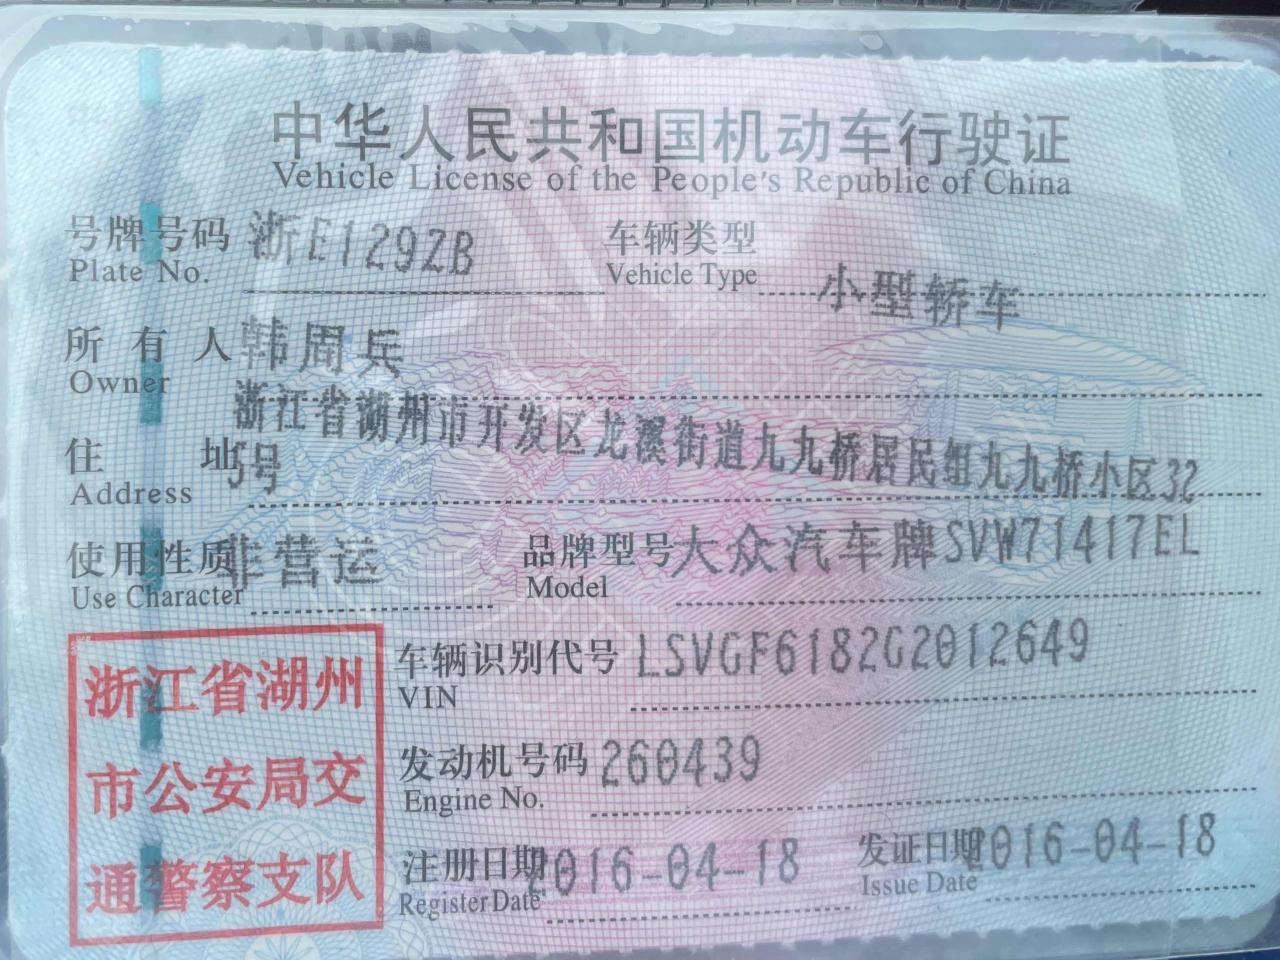 中华人民共和国机动车行驶证
Vehicle License of the People's Republic of China
号牌号码 浙E129ZB 车辆类型 小型轿车
Plate No. Vehicle Type
所有人 韩周兵
Owner
住址 浙江省湖州市开发区龙溪街道九九桥居民组九九桥小区32
5号
Address
使用性质 非营运 品牌型号 大众汽车牌SVW71417EL
Use Character Model
车辆识别代号 LSVGF6182G2012649
VIN
发动机号码 260439
Engine No.
注册日期 2016-04-18 发证日期 2016-04-18
Register Date Issue Date
浙江省湖州
市公安局交
通警察支队